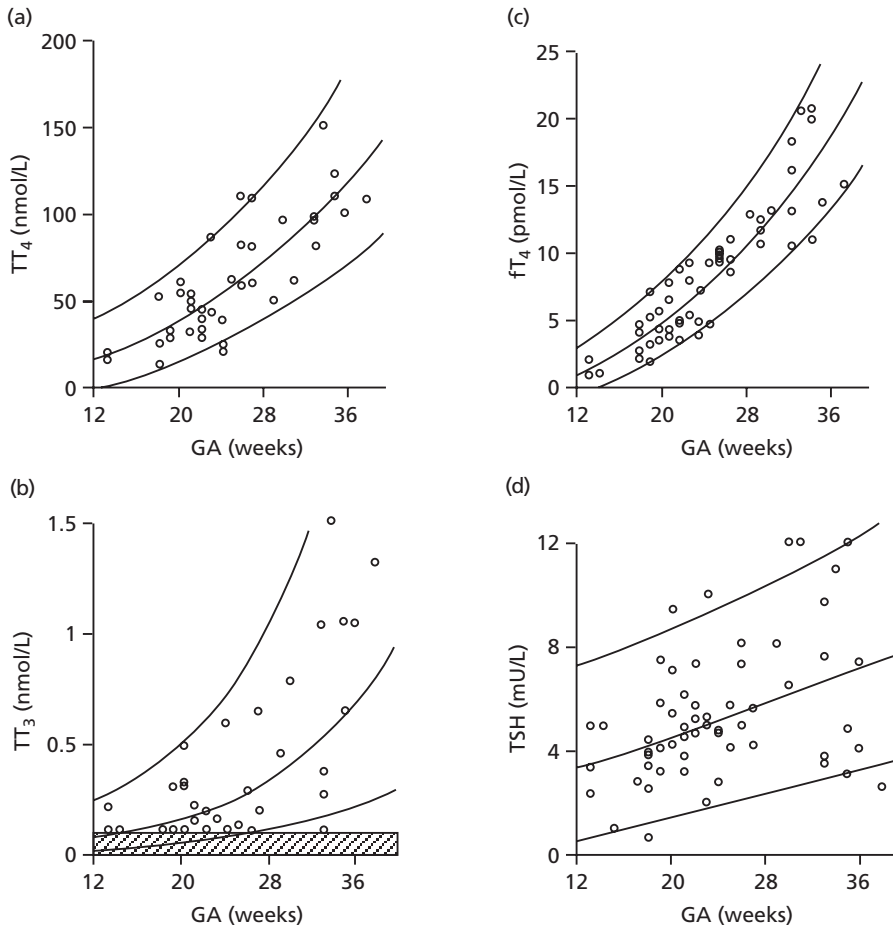 (a)
200
150
100
50
0
TT4 (nmol/L)
12 20 28 36
GA (weeks)
(c)
25
20
15
10
5
0
fT4 (pmol/L)
12 20 28 36
GA (weeks)
(b)
1.5
1
0.5
0
TT3 (nmol/L)
12 20 28 36
GA (weeks)
(d)
12
8
4
0
TSH (mU/L)
12 20 28 36
GA (weeks)